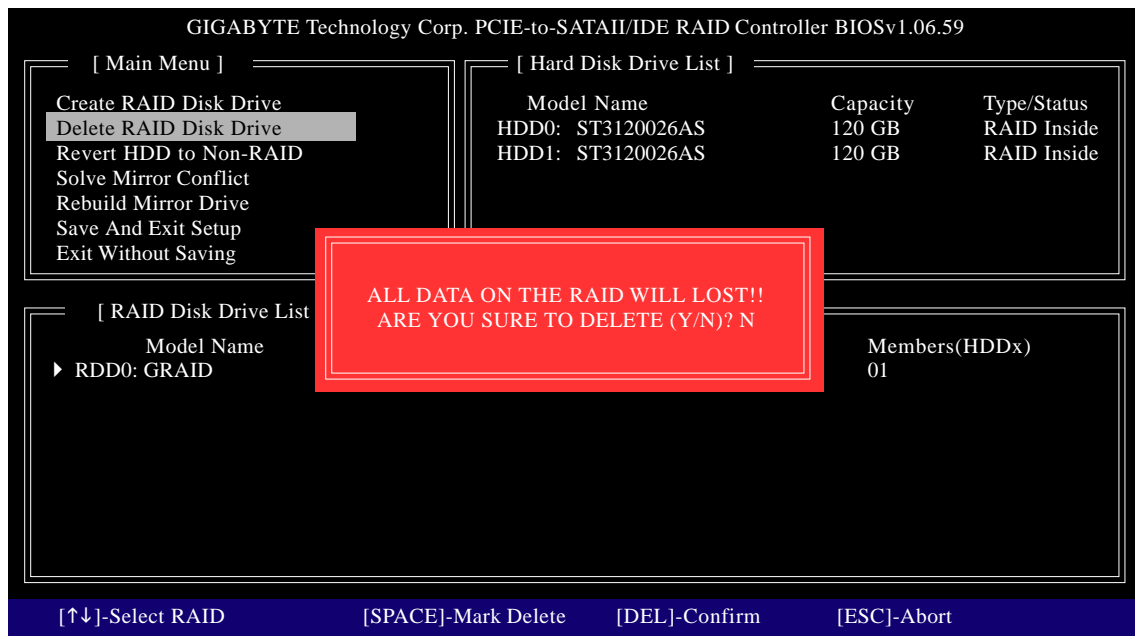 GIGABYTE Technology Corp. PCIE-to-SATAII/IDE RAID Controller BIOSv1.06.59
[ Main Menu ]
Create RAID Disk Drive
Delete RAID Disk Drive
Revert HDD to Non-RAID
Solve Mirror Conflict
Rebuild Mirror Drive
Save And Exit Setup
Exit Without Saving
[ Hard Disk Drive List ]
Model Name Capacity Type/Status
HDD0: ST3120026AS 120 GB RAID Inside
HDD1: ST3120026AS 120 GB RAID Inside
ALL DATA ON THE RAID WILL LOST!!
ARE YOU SURE TO DELETE (Y/N)? N
[ RAID Disk Drive List
Model Name Members(HDDx)
RDD0: GRAID 01
[↑↓]-Select RAID [SPACE]-Mark Delete [DEL]-Confirm [ESC]-Abort